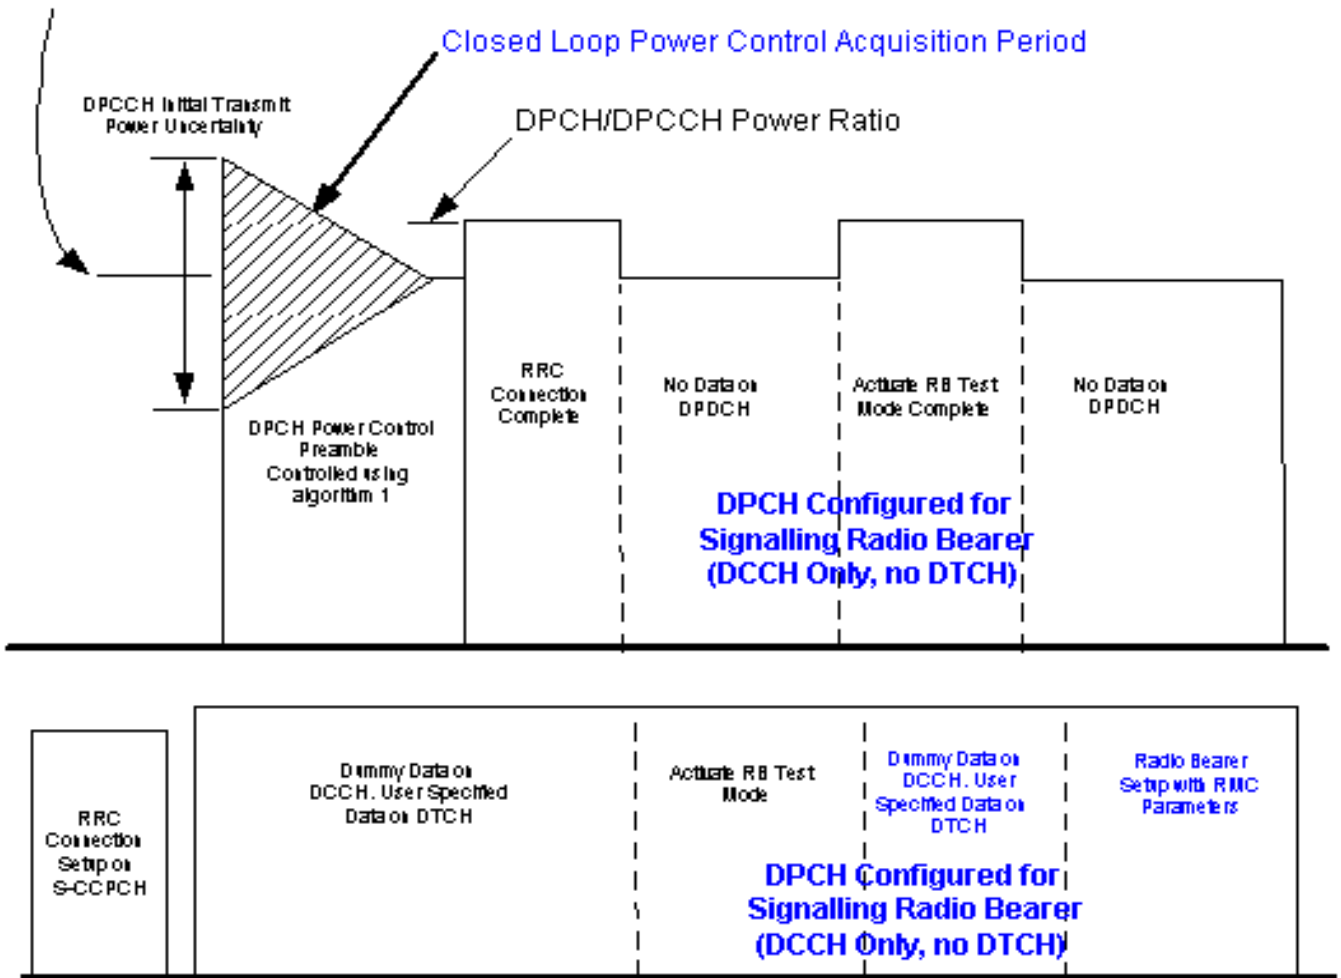 Closed Loop Power Control Acquisition Period
DPCCH Initial Transmit
Power Uncertainty
DPCH/DPCCH Power Ratio
RRC
Connection
Complete
No Data on
DPDCH
Activate RB Test
Mode Complete
No Data on
DPDCH
DPCH Power Control
Preamble
Controlled using
algorithm 1
DPCH Configured for
Signalling Radio Bearer
(DCCH Only, no DTCH)
RRC
Connection
Setup on
S-CCPCH
Dummy Data on
DCCH. User Specified
Data on DTCH
Activate RB Test
Mode
Dummy Data on
DCCH. User
Specified Data on
DTCH
Radio Bearer
Setup with RMC
Parameters
DPCH Configured for
Signalling Radio Bearer
(DCCH Only, no DTCH)